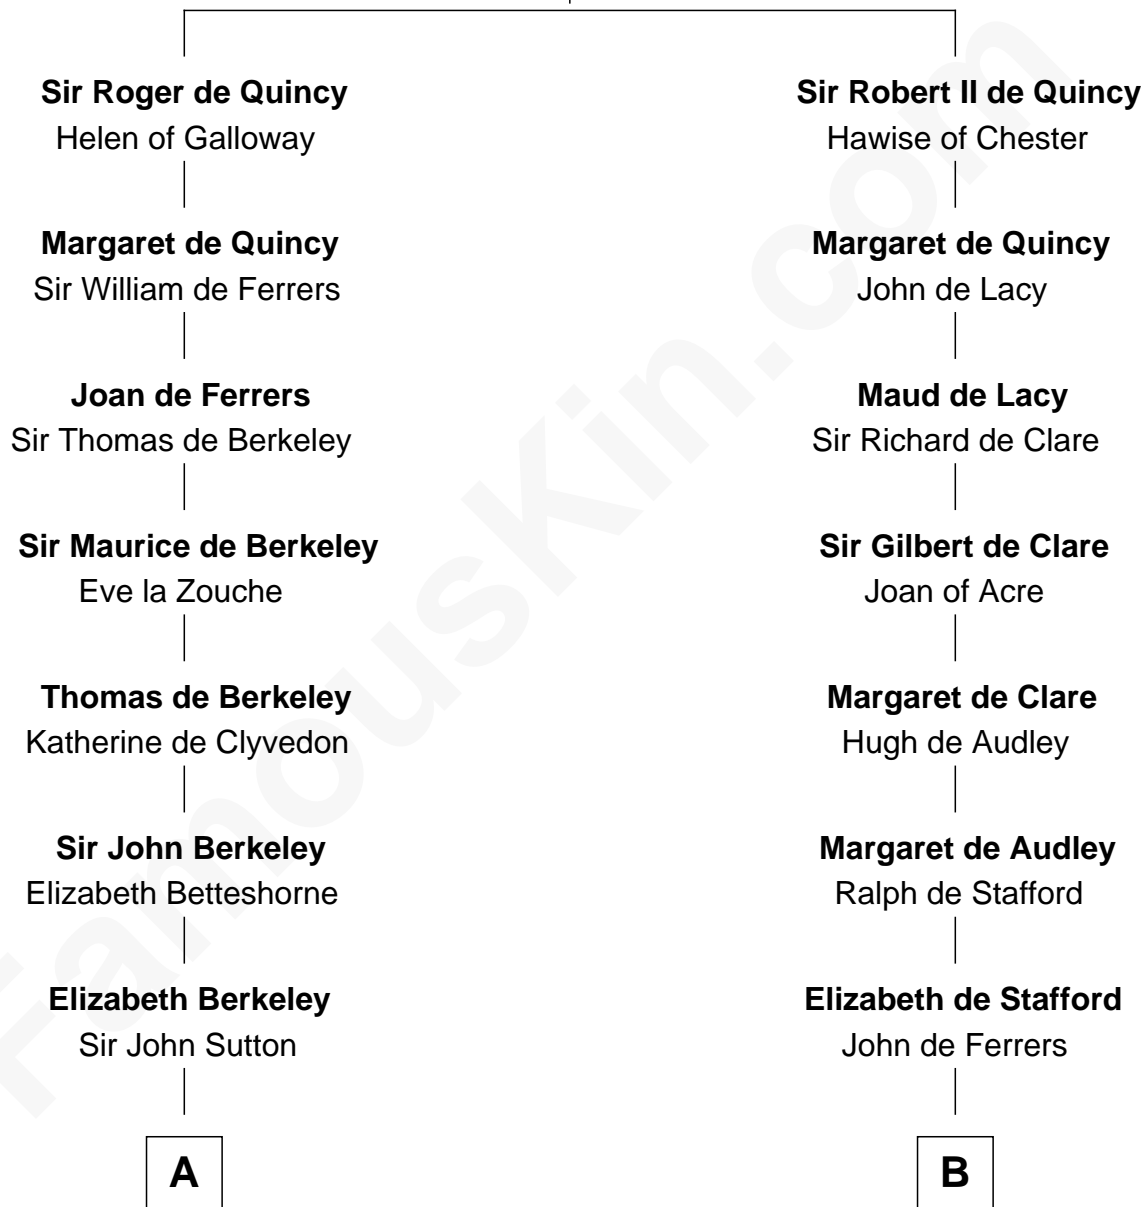 Sir Roger de Quincy
Helen of Galloway
Margaret de Quincy
Sir William de Ferrers
Joan de Ferrers
Sir Thomas de Berkeley
Sir Maurice de Berkeley
Eve la Zouche
Thomas de Berkeley
Katherine de Clyvedon
Sir John Berkeley
Elizabeth Betteshorne
Elizabeth Berkeley
Sir John Sutton
A
Sir Robert II de Quincy
Hawise of Chester
Margaret de Quincy
John de Lacy
Maud de Lacy
Sir Richard de Clare
Sir Gilbert de Clare
Joan of Acre
Margaret de Clare
Hugh de Audley
Margaret de Audley
Ralph de Stafford
Elizabeth de Stafford
John de Ferrers
B
FamousKin.com